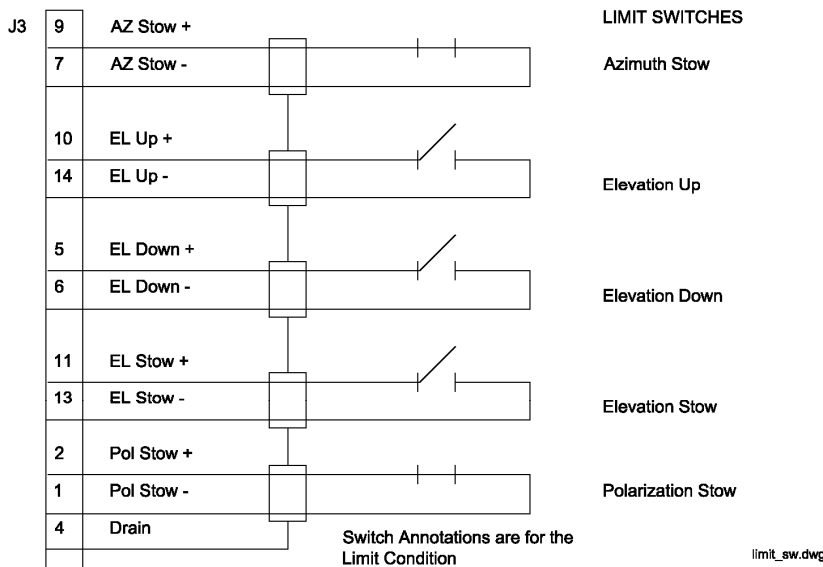 LIMIT SWITCHES
J3
9 AZ Stow +
7 AZ Stow - Azimuth Stow
10 EL Up +
14 EL Up - Elevation Up
5 EL Down +
6 EL Down - Elevation Down
11 EL Stow +
13 EL Stow - Elevation Stow
2 Pol Stow +
1 Pol Stow - Polarization Stow
4 Drain
Switch Annotations are for the
Limit Condition
limit_sw.dwg